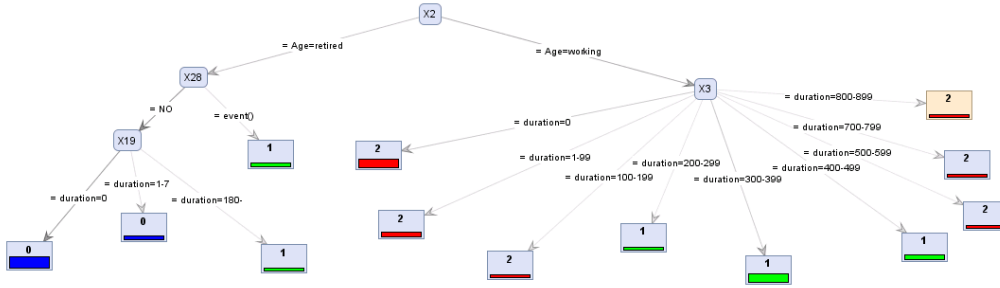 X2
= Age=retired
= Age=working
X28
X3
= duration=800-899
2
= NO
= event()
= duration=0
= duration=700-799
X19
1
2
= 1-99
= 200-299
= duration=500-599
= duration=100-199
= duration=300-399
= duration=400-499
2
= duration=0
= duration=1-7
= duration=180-
0
2
1
2
0
1
2
1
1